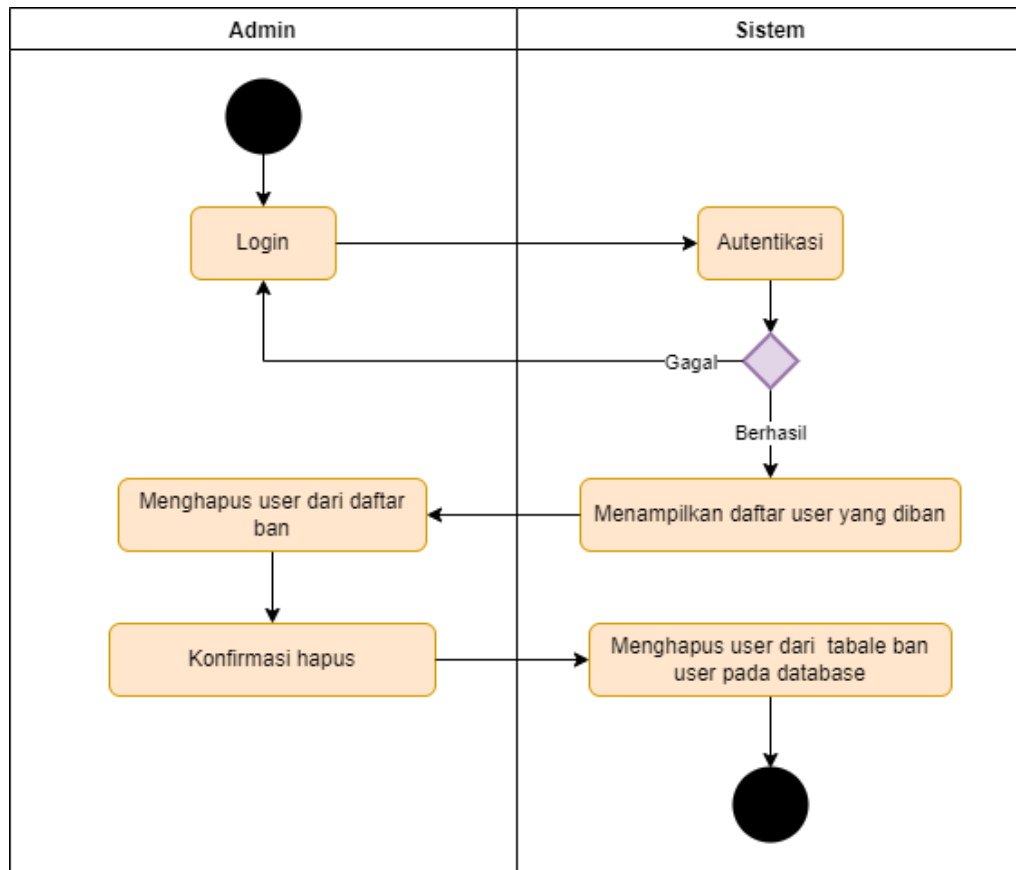 Admin
Sistem
Login
Autentikasi
Gagal
Berhasil
Menghapus user dari daftar
ban
Menampilkan daftar user yang diban
Konfirmasi hapus
Menghapus user dari  tabale ban
user pada database